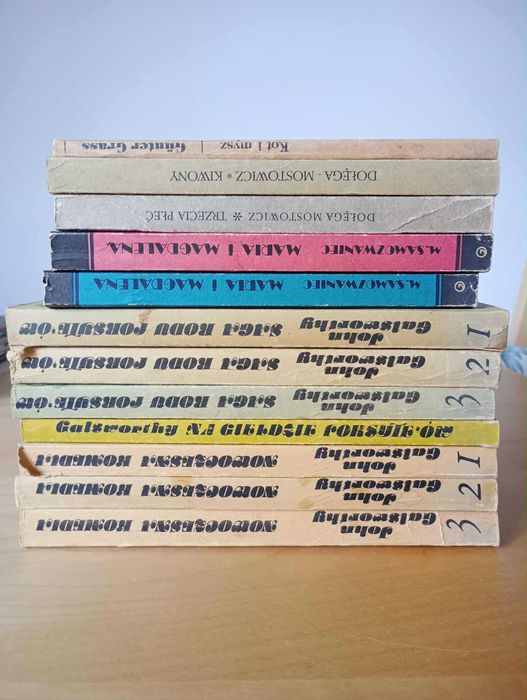 Günter Grass | Kot i mysz
DOŁĘGA - MOSTOWICZ * KIWONY
DOŁĘGA MOSTOWICZ * TRZECIA PŁEĆ
M. SAMOZWANIEC MARIA I MAGDALENA
M. SAMOZWANIEC MARIA I MAGDALENA
John
Galsworthy SAGA RODU FORSYTE'ÓW 1
John
Galsworthy SAGA RODU FORSYTE'ÓW 2
John
Galsworthy SAGA RODU FORSYTE'ÓW 3
Galsworthy NA GIEŁDZIE FORSYTE'ÓW
John
Galsworthy NOWOCZESNA KOMEDIA 1
John
Galsworthy NOWOCZESNA KOMEDIA 2
John
Galsworthy NOWOCZESNA KOMEDIA 3